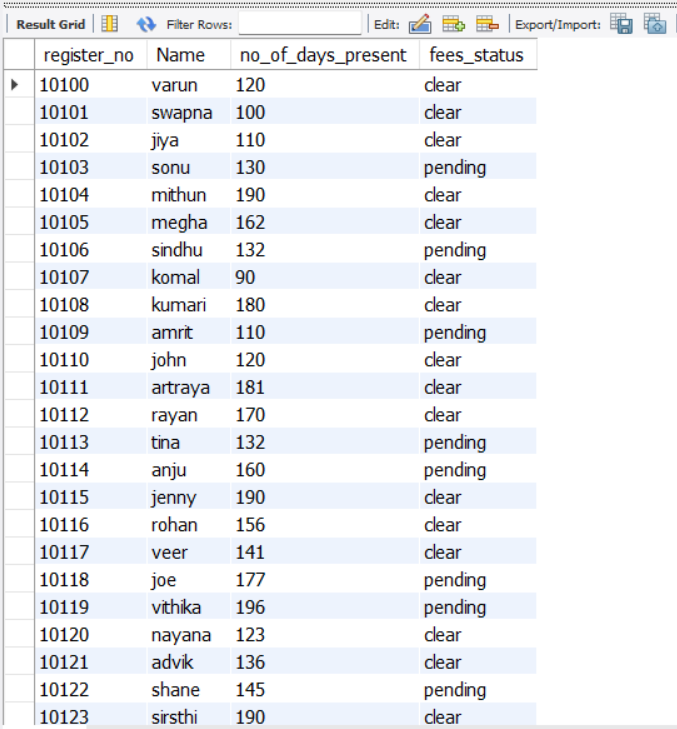 Result Grid Filter Rows: Edit: Export/Import:
register_no Name no_of_days_present fees_status
10100 varun 120 clear
10101 swapna 100 clear
10102 jiya 110 clear
10103 sonu 130 pending
10104 mithun 190 clear
10105 megha 162 clear
10106 sindhu 132 pending
10107 komal 90 clear
10108 kumari 180 clear
10109 amrit 110 pending
10110 john 120 clear
10111 artraya 181 clear
10112 rayan 170 clear
10113 tina 132 pending
10114 anju 160 pending
10115 jenny 190 clear
10116 rohan 156 clear
10117 veer 141 clear
10118 joe 177 pending
10119 vithika 196 pending
10120 nayana 123 clear
10121 advik 136 clear
10122 shane 145 pending
10123 sirsthi 190 clear